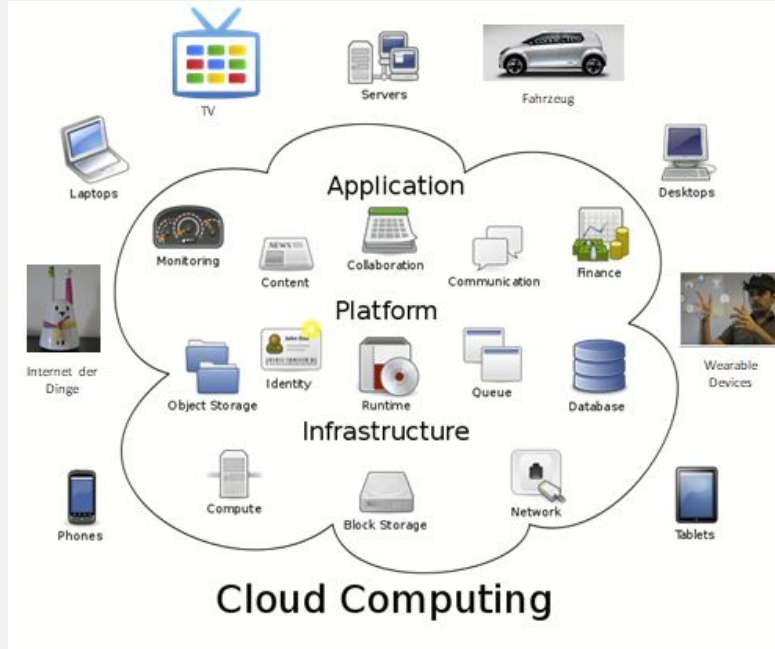 TV
Servers
Fahrzeug
Laptops
Desktops
Application
Monitoring
NEWS
Content
Collaboration
Communication
Finance
Internet der
Dinge
Platform
Wearable
Devices
Object Storage
Identity
Runtime
Queue
Database
Infrastructure
Phones
Compute
Block Storage
Network
Tablets
Cloud Computing